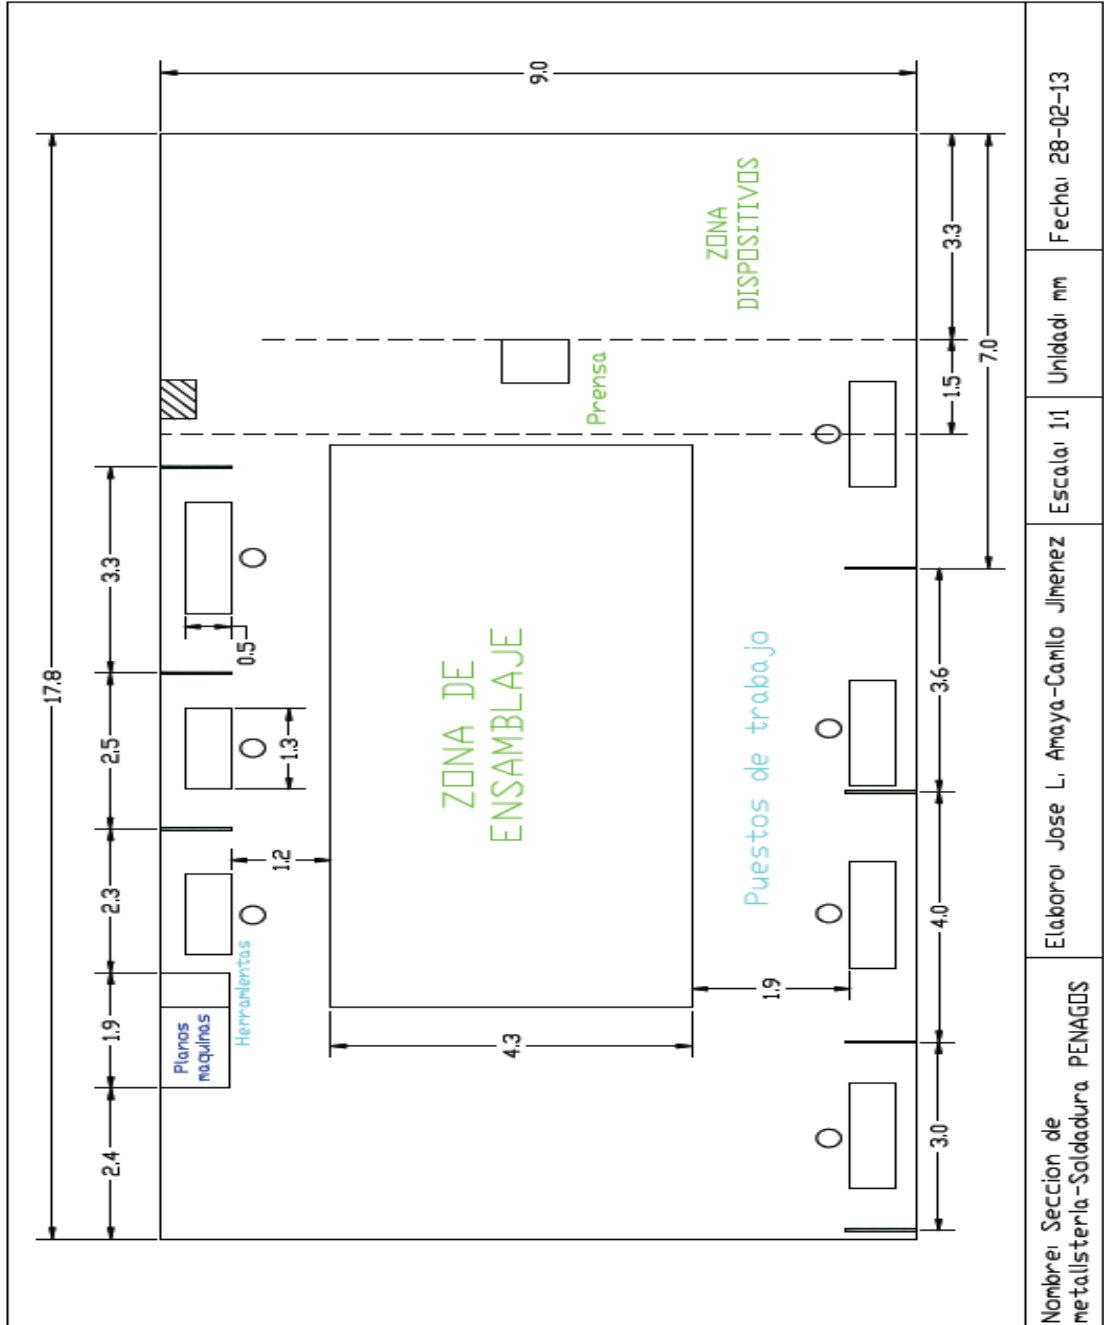 17.8
9.0
2.4
1.9
2.3
2.5
3.3
Planos
maquinas
Herramientas
0.5
1.3
1.2
ZONA DE
ENSAMBLAJE
4.3
Prensa
ZONA
DISPOSITIVOS
Puestos de trabajo
1.9
3.0
4.0
3.6
1.5
3.3
7.0
Nombre: Seccion de
metalisteria-Soldadura PENAGOS
Elaboro: Jose L. Amaya-Camilo Jimenez
Escala: 1:1
Unidad: mm
Fecha: 28-02-13